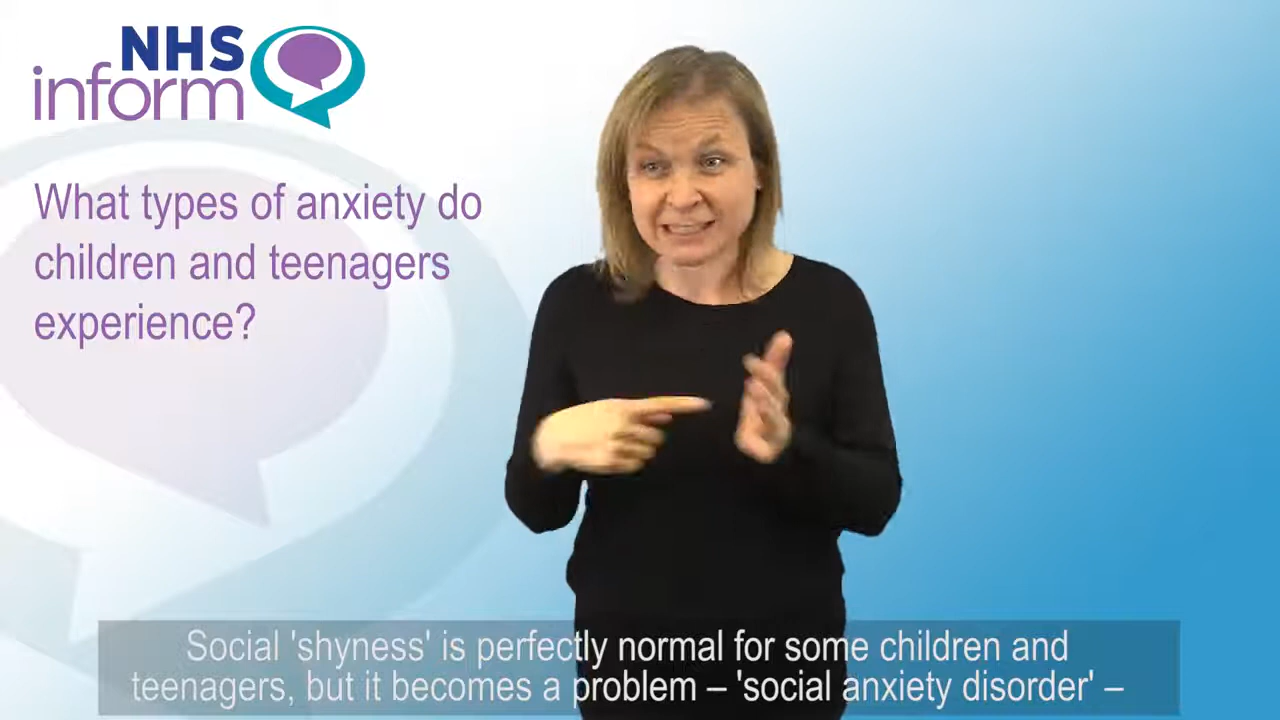 NHS
inform
What types of anxiety do
children and teenagers
experience?
Social 'shyness' is perfectly normal for some children and
teenagers, but it becomes a problem – 'social anxiety disorder' –